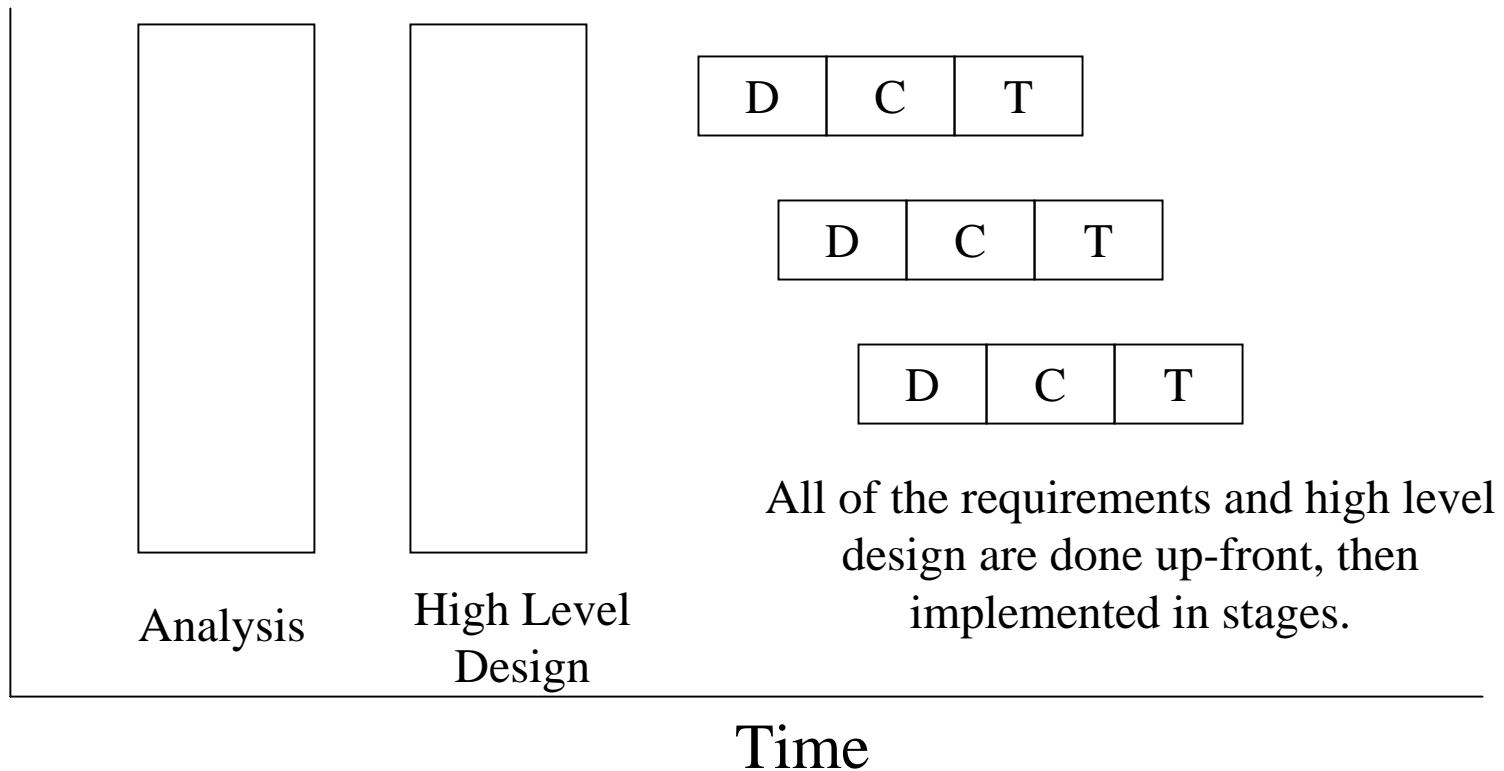 D C T
D C T
D C T
All of the requirements and high level
design are done up-front, then
implemented in stages.
Analysis
High Level
Design
Time